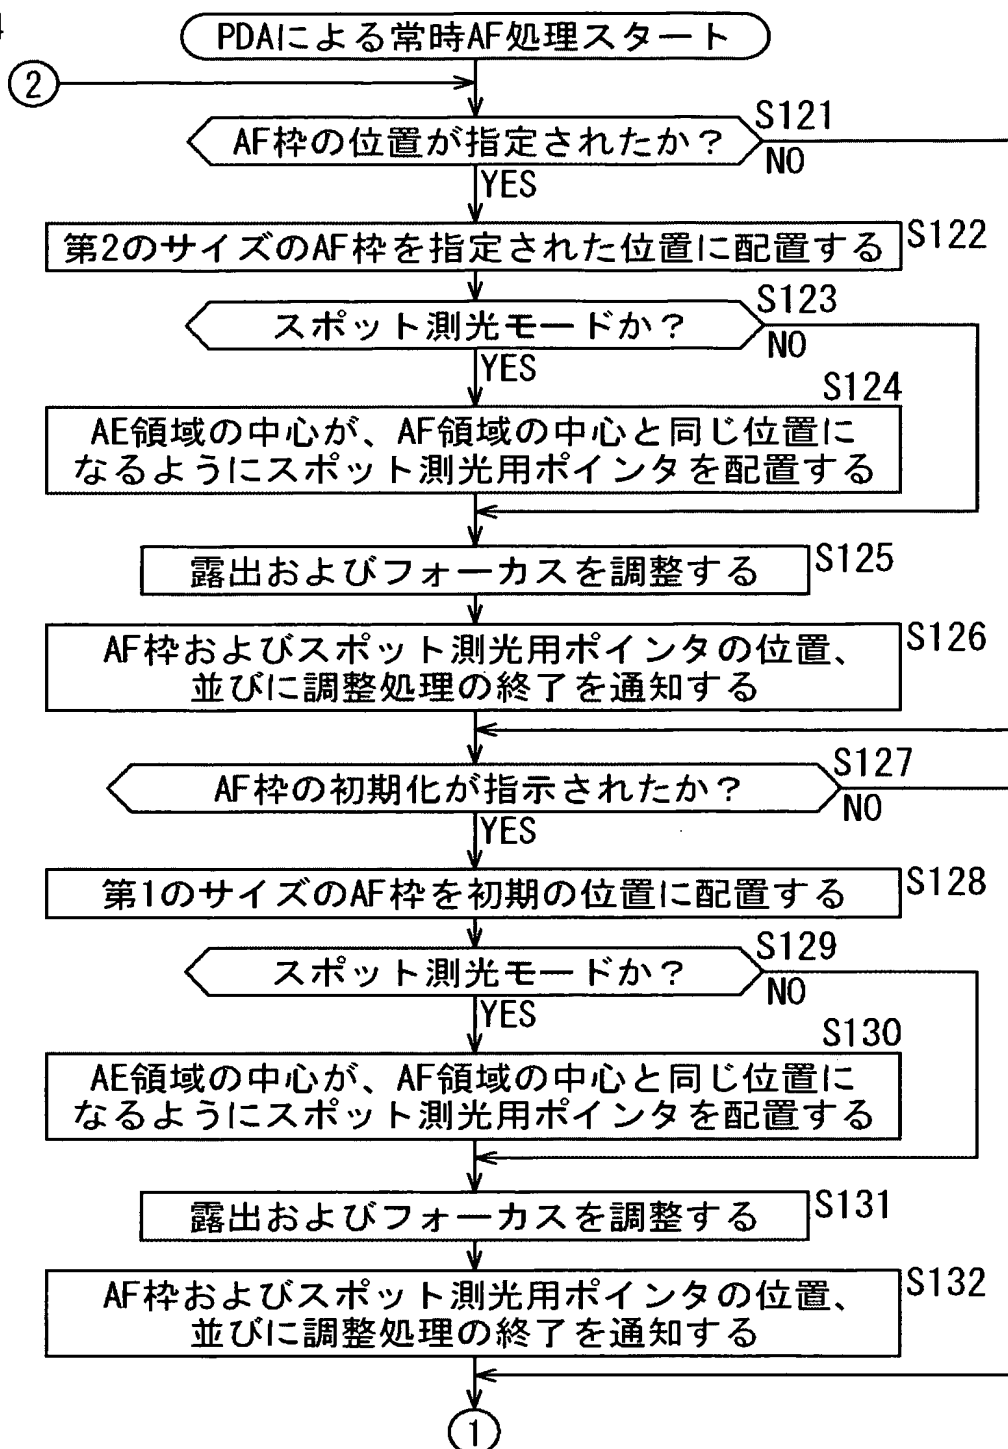 4
PDAによる常時AF処理スタート
2
AF枠の位置が指定されたか？
S121
NO
YES
第2のサイズのAF枠を指定された位置に配置する
S122
スポット測光モードか？
S123
NO
YES
S124
AE領域の中心が、AF領域の中心と同じ位置に
なるようにスポット測光用ポインタを配置する
露出およびフォーカスを調整する
S125
AF枠およびスポット測光用ポインタの位置、
並びに調整処理の終了を通知する
S126
AF枠の初期化が指示されたか？
S127
NO
YES
第1のサイズのAF枠を初期の位置に配置する
S128
スポット測光モードか？
S129
NO
YES
S130
AE領域の中心が、AF領域の中心と同じ位置に
なるようにスポット測光用ポインタを配置する
露出およびフォーカスを調整する
S131
AF枠およびスポット測光用ポインタの位置、
並びに調整処理の終了を通知する
S132
1